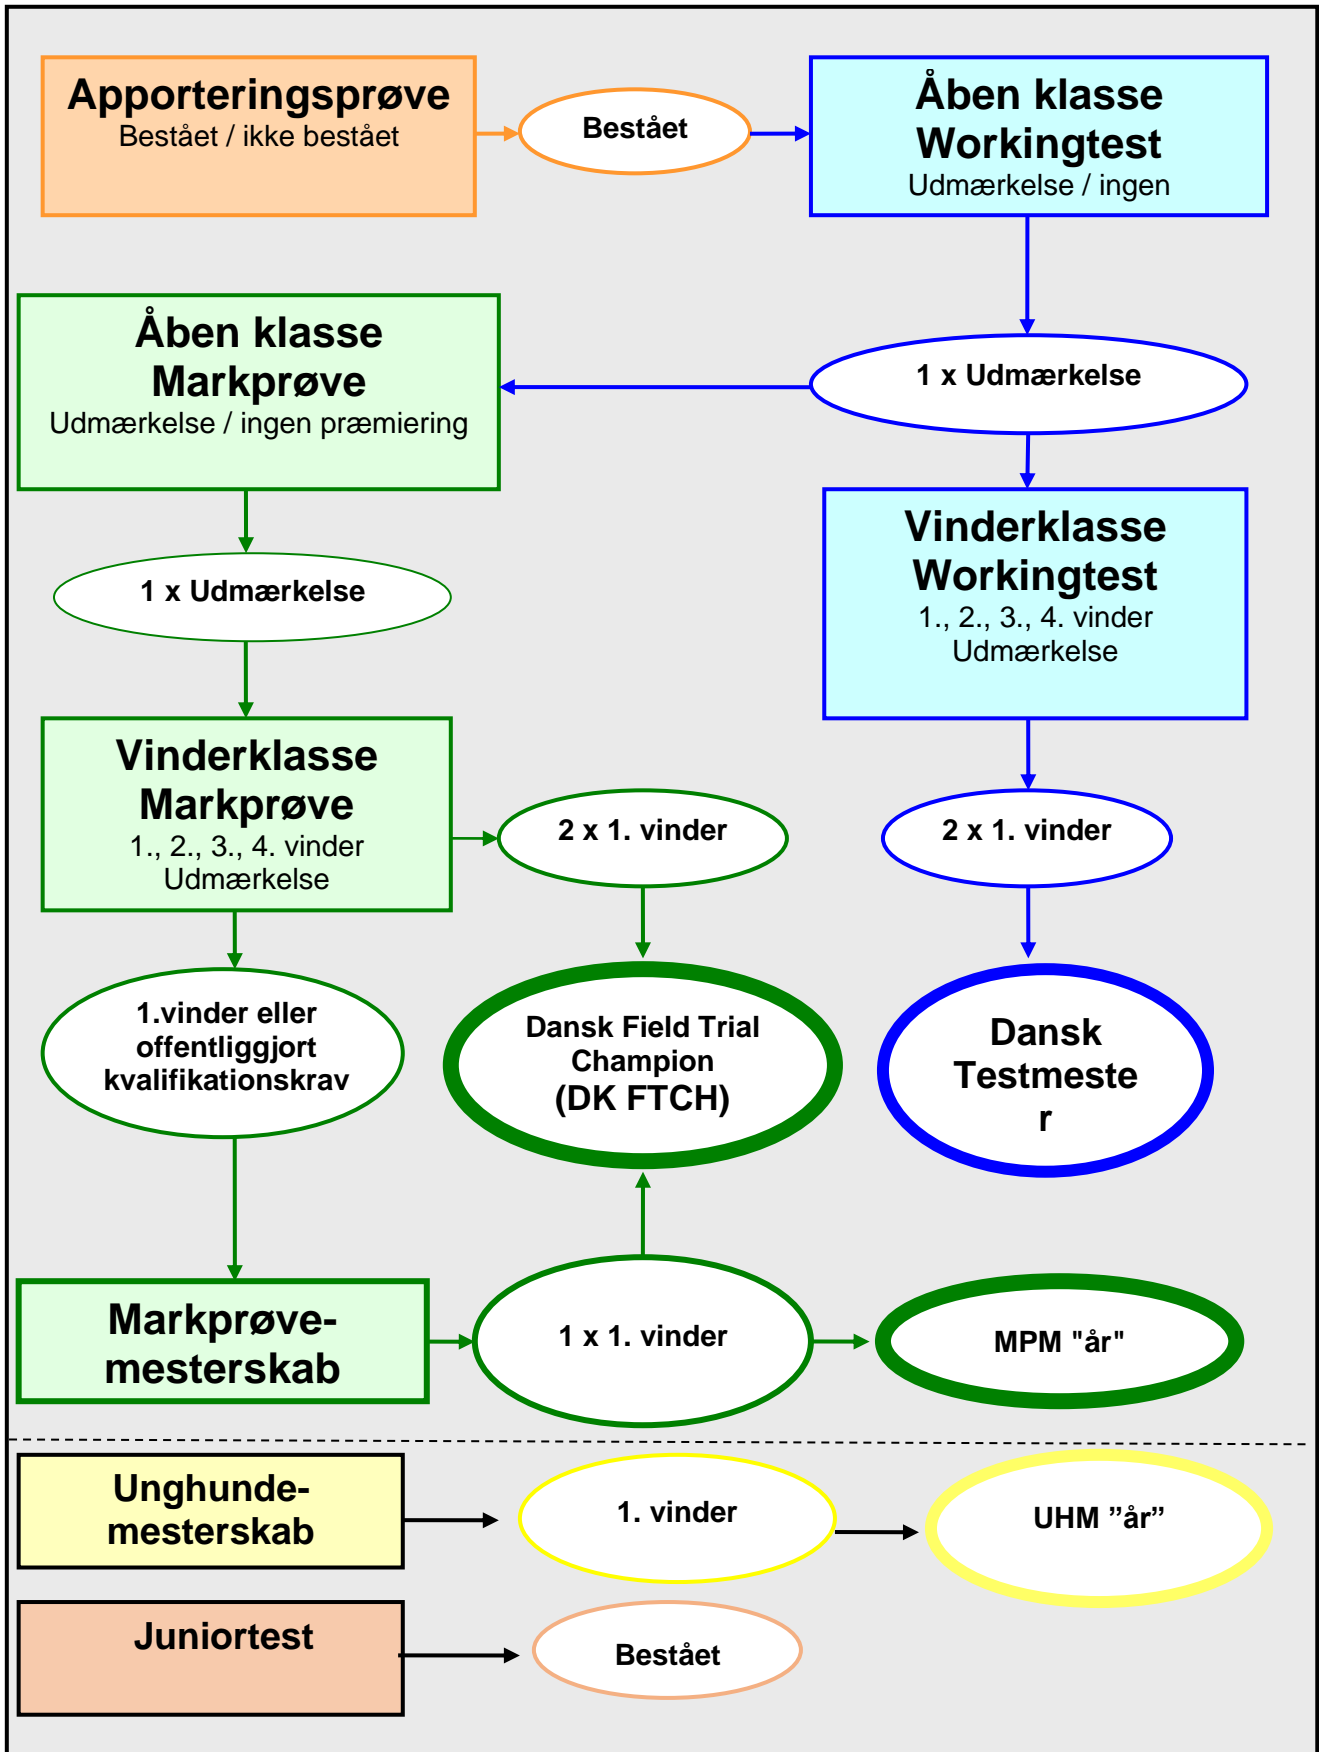 Apporteringsprøve
Bestået / ikke bestået
Bestået
Åben klasse
Workingtest
Udmærkelse / ingen
Åben klasse
Markprøve
Udmærkelse / ingen præmiering
1 x Udmærkelse
1 x Udmærkelse
Vinderklasse
Workingtest
1., 2., 3., 4. vinder
Udmærkelse
Vinderklasse
Markprøve
1., 2., 3., 4. vinder
Udmærkelse
2 x 1. vinder
2 x 1. vinder
1.vinder eller
offentliggjort
kvalifikationskrav
Dansk Field Trial
Champion
(DK FTCH)
Dansk
Testmeste
r
Markprøve-
mesterskab
1 x 1. vinder
MPM "år"
Unghunde-
mesterskab
1. vinder
UHM ”år”
Juniortest
Bestået